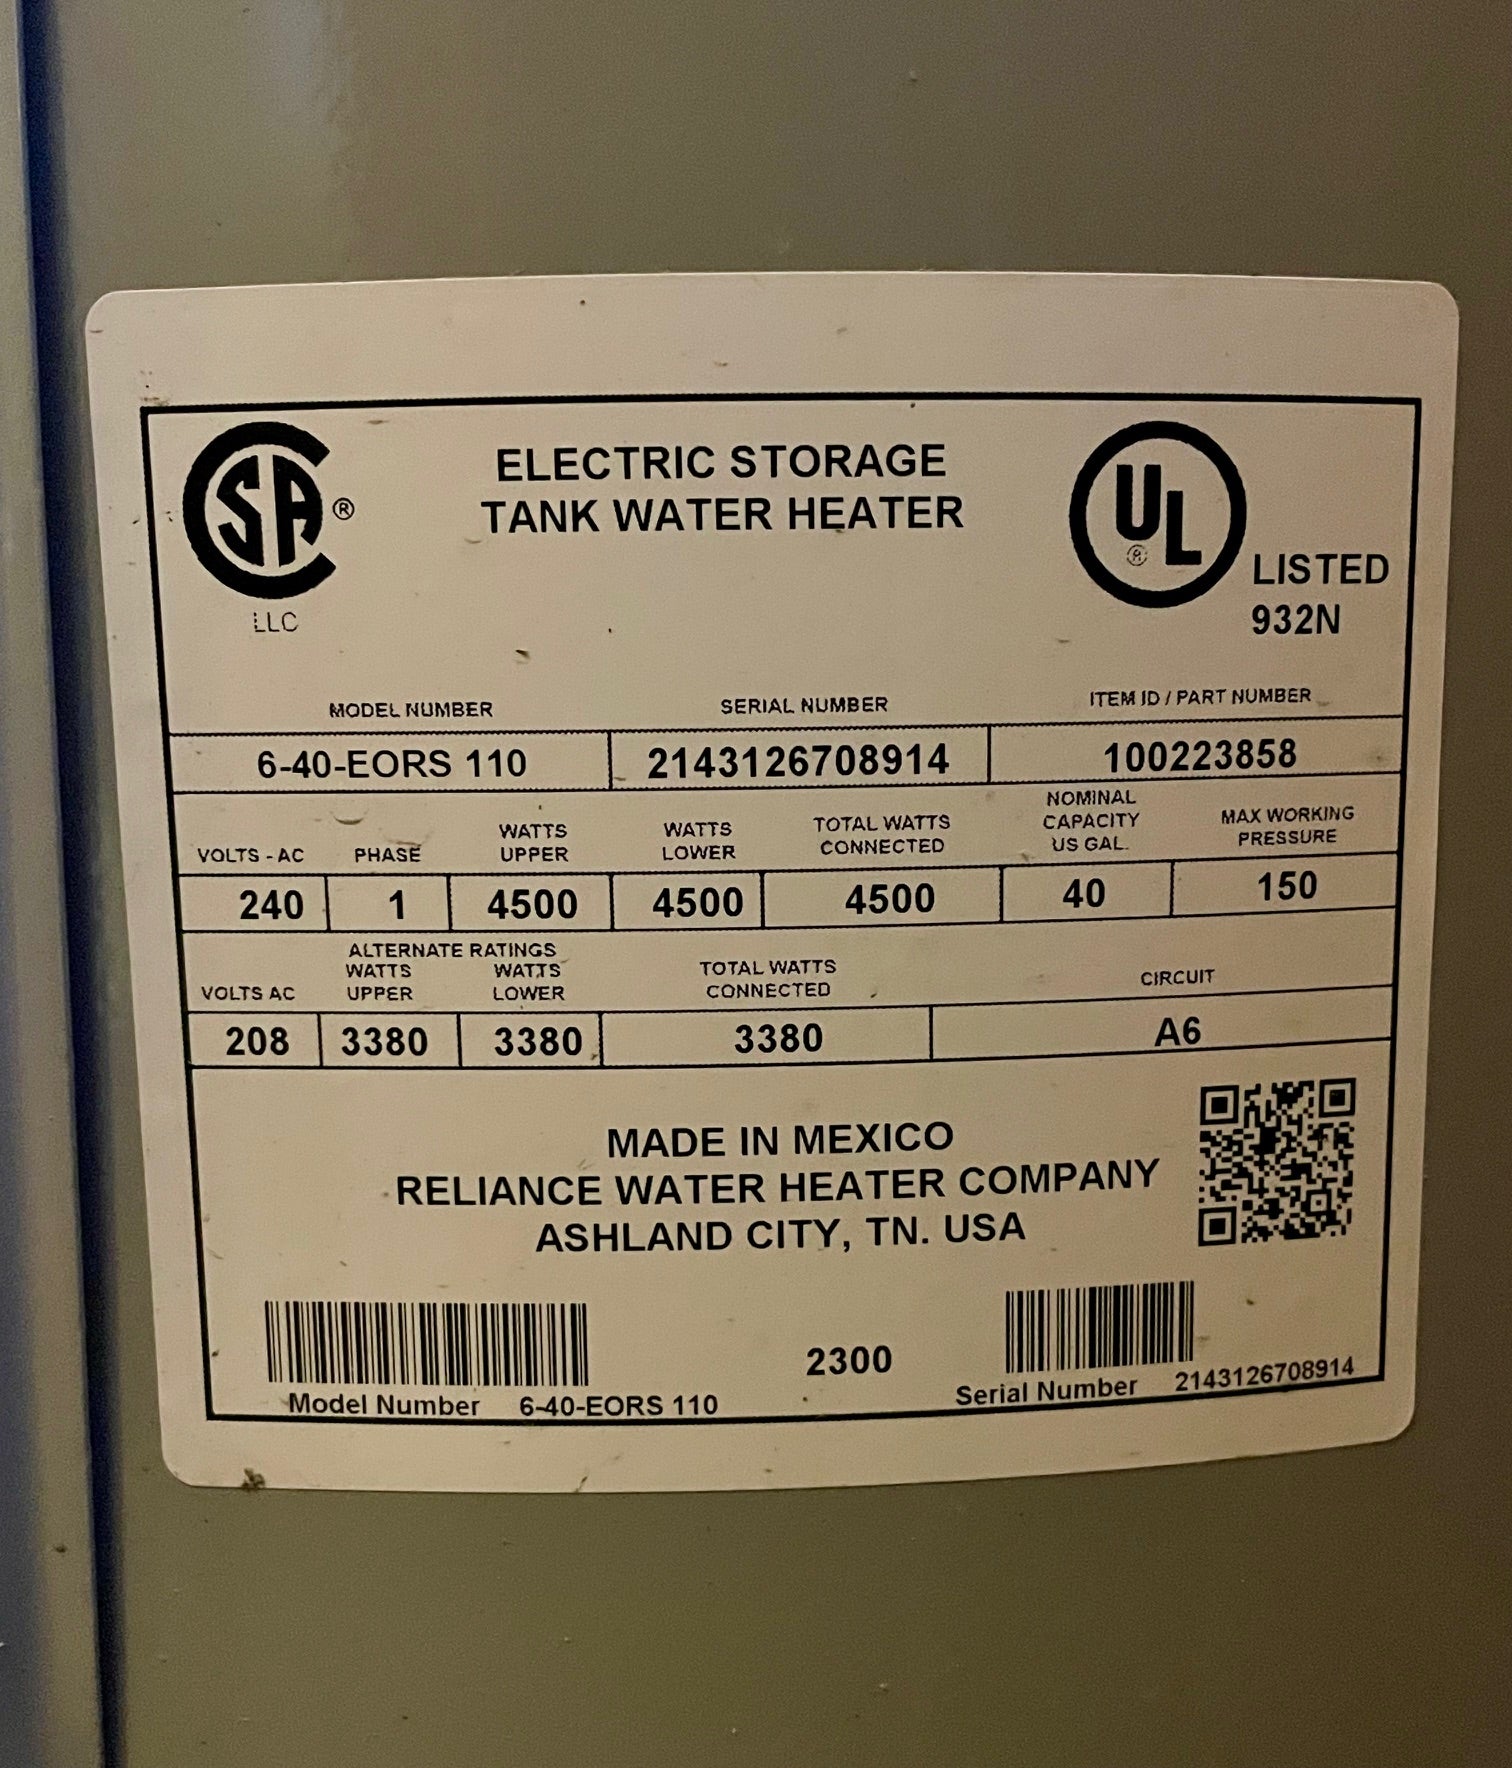 SA ®
LLC
ELECTRIC STORAGE
TANK WATER HEATER
UL ®
LISTED
932N
MODEL NUMBER SERIAL NUMBER ITEM ID / PART NUMBER
6-40-EORS 110 2143126708914 100223858
VOLTS - AC PHASE WATTS UPPER WATTS LOWER TOTAL WATTS CONNECTED NOMINAL CAPACITY US GAL. MAX WORKING PRESSURE
240 1 4500 4500 4500 40 150
ALTERNATE RATINGS
VOLTS AC WATTS UPPER WATTS LOWER TOTAL WATTS CONNECTED CIRCUIT
208 3380 3380 3380 A6
MADE IN MEXICO
RELIANCE WATER HEATER COMPANY
ASHLAND CITY, TN. USA
2300
Model Number 6-40-EORS 110
Serial Number 2143126708914